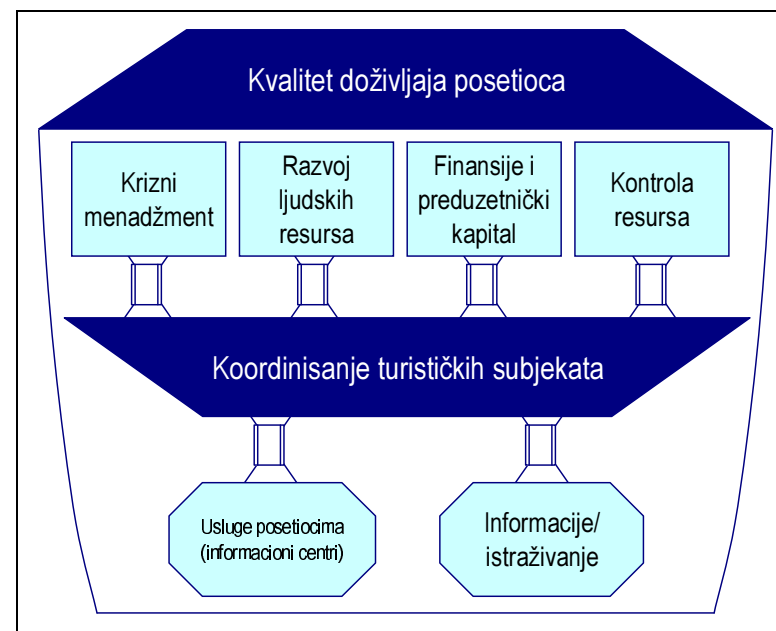 Kvalitet doživljaja posetioca
Krizni
menadžment
Razvoj
ljudskih
resursa
Finansije i
preduzetnički
kapital
Kontrola
resursa
Koordinisanje turističkih subjekata
Usluge posetiocima
(informacioni centri)
Informacije/
istraživanje